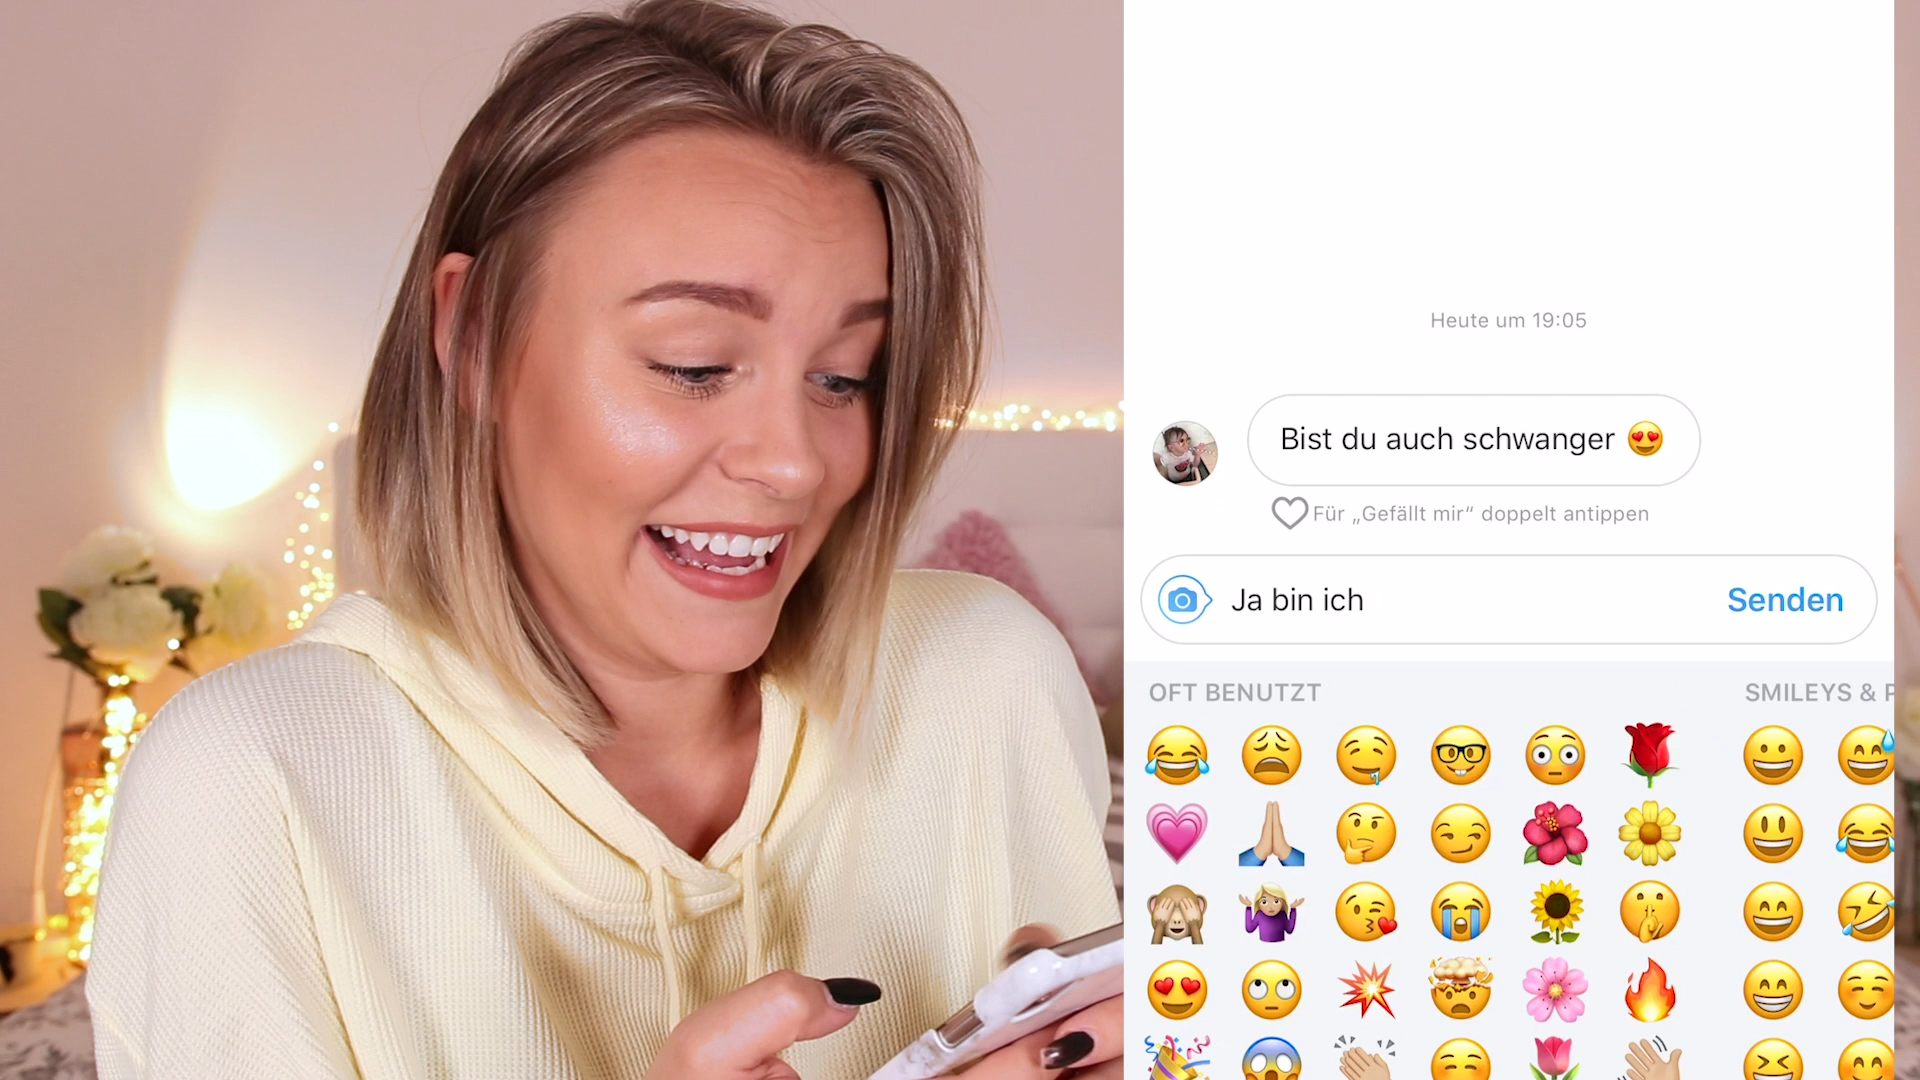 Heute um 19:05
Bist du auch schwanger 😍
Für „Gefällt mir“ doppelt antippen
Ja bin ich
Senden
OFT BENUTZT
SMILEYS &